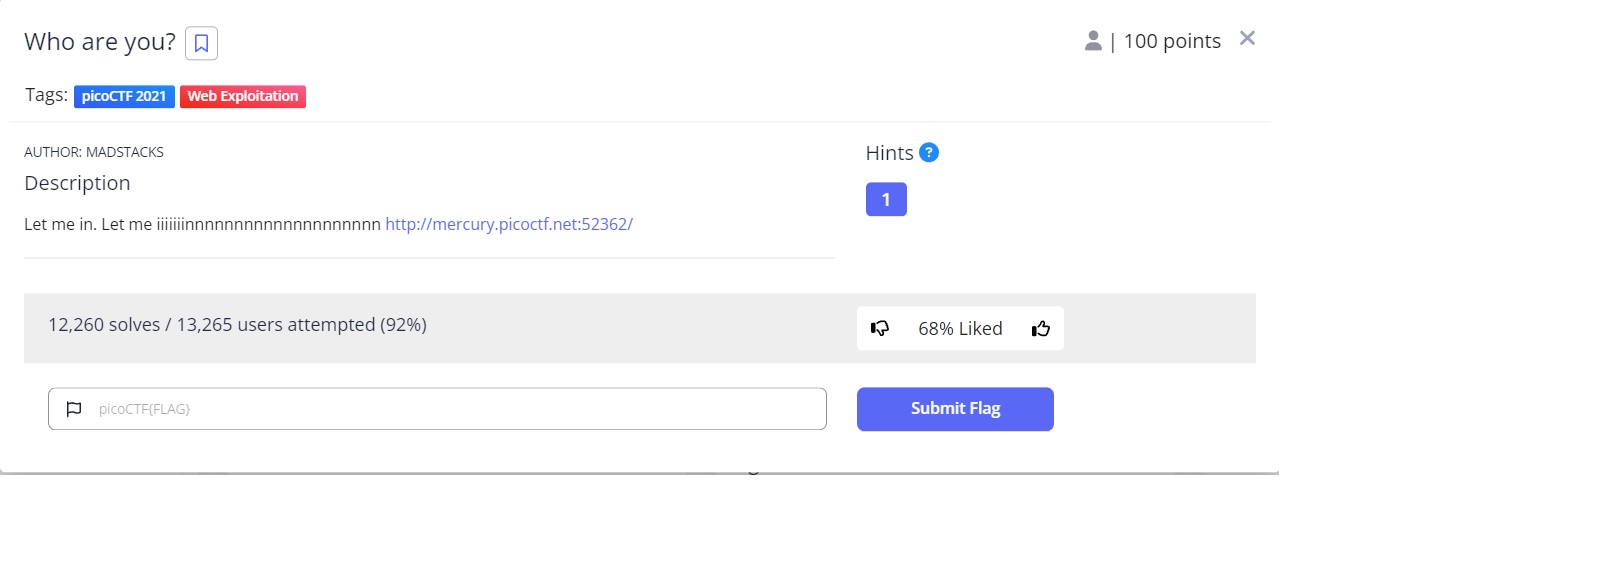 Who are you?
| 100 points
Tags: picoCTF 2021 Web Exploitation
AUTHOR: MADSTACKS
Description
Let me in. Let me iiiiiiinnnnnnnnnnnnnnnnnnnn http://mercury.picoctf.net:52362/
Hints ?
1
12,260 solves / 13,265 users attempted (92%)
68% Liked
picoCTF{FLAG}
Submit Flag